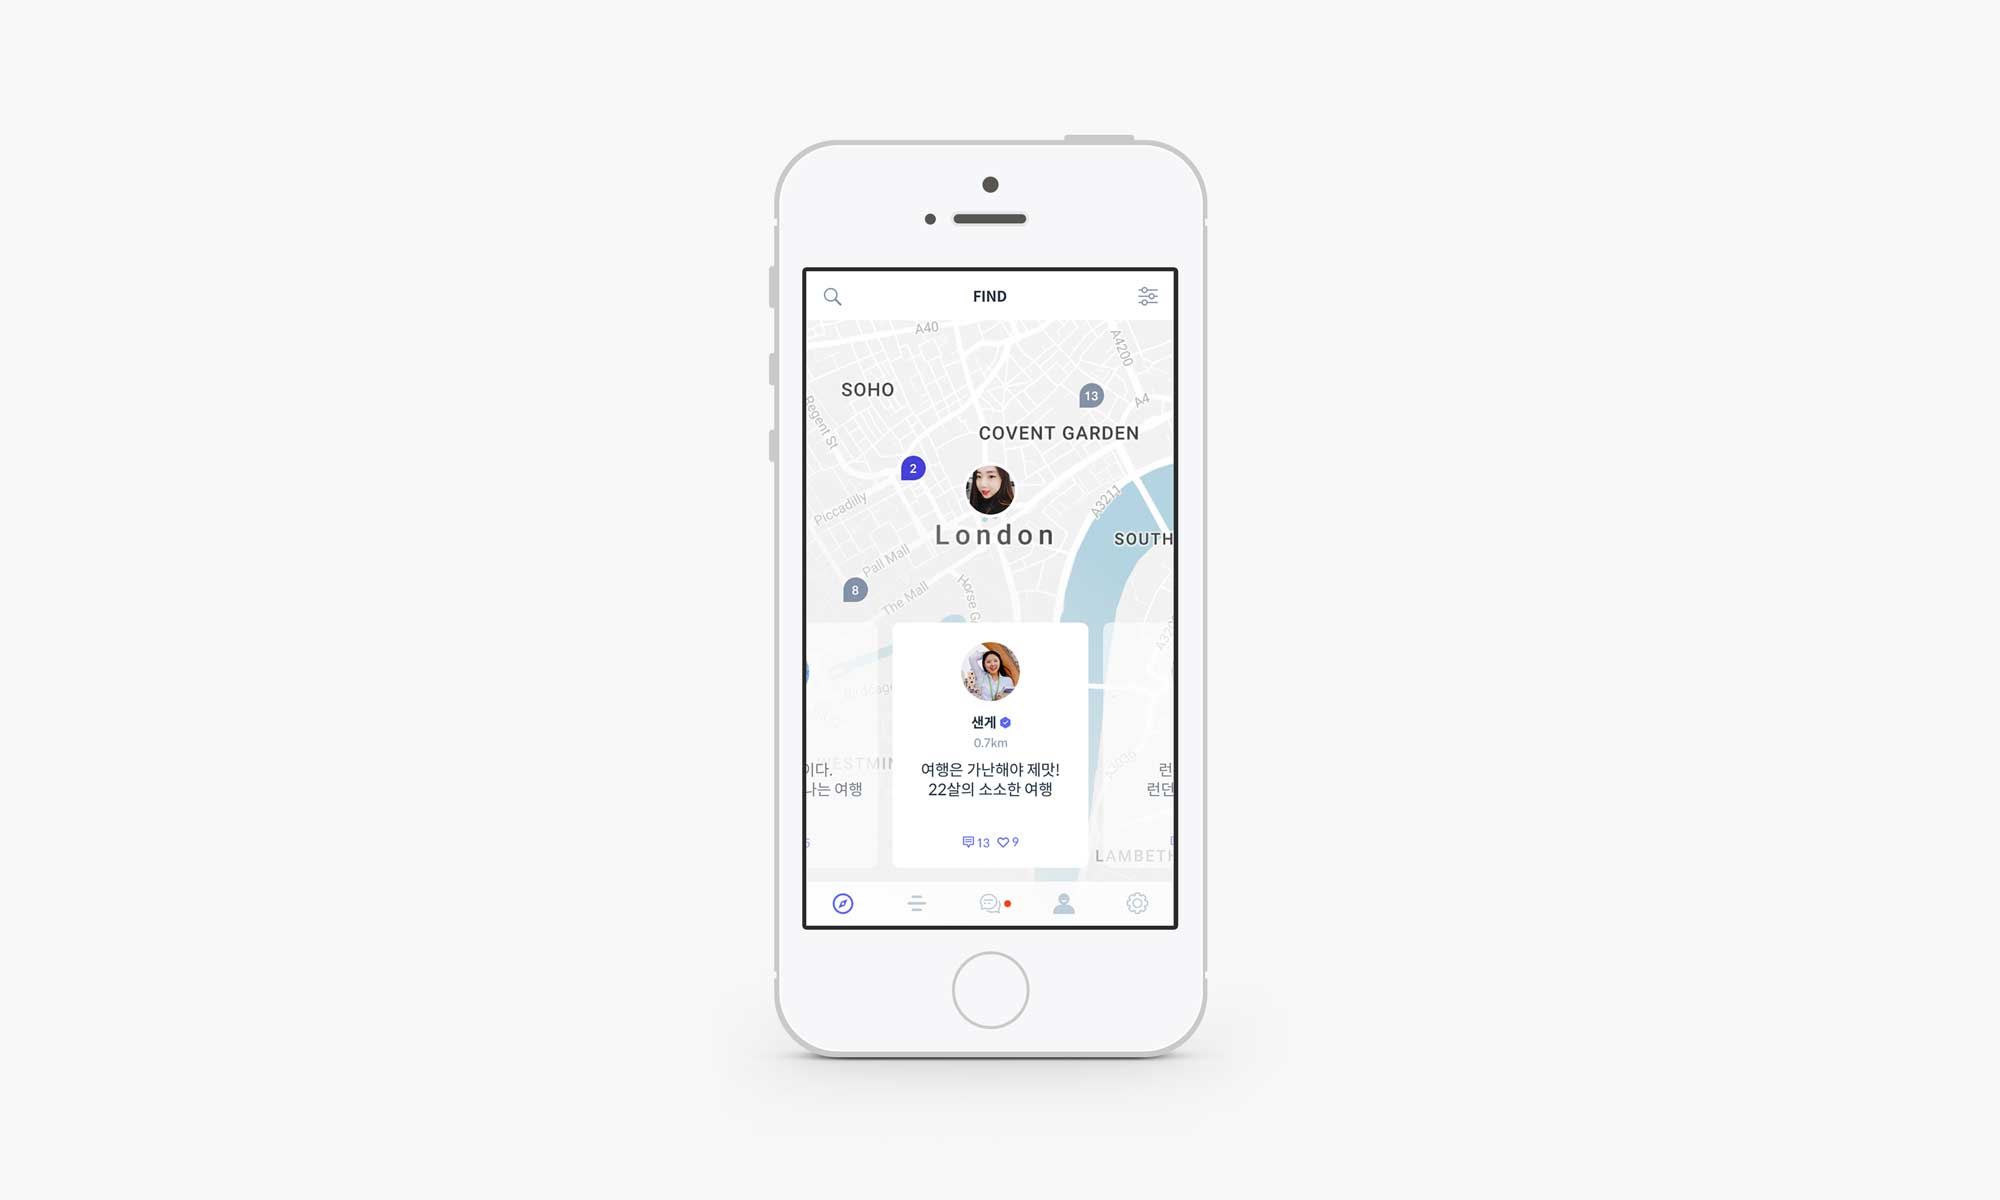 FIND
A40
A4200
SOHO
13
A4
Regent St
COVENT GARDEN
2
Piccadilly
A3211
London
SOUTH
Pall Mall
8
The Mall
Horse G
Birdcage
샌게
0.7km
WESTMIN
이다.
여행은 가난해야 제맛!
런
나는 여행
22살의 소소한 여행
런던
A3036
13
9
LAMBETH